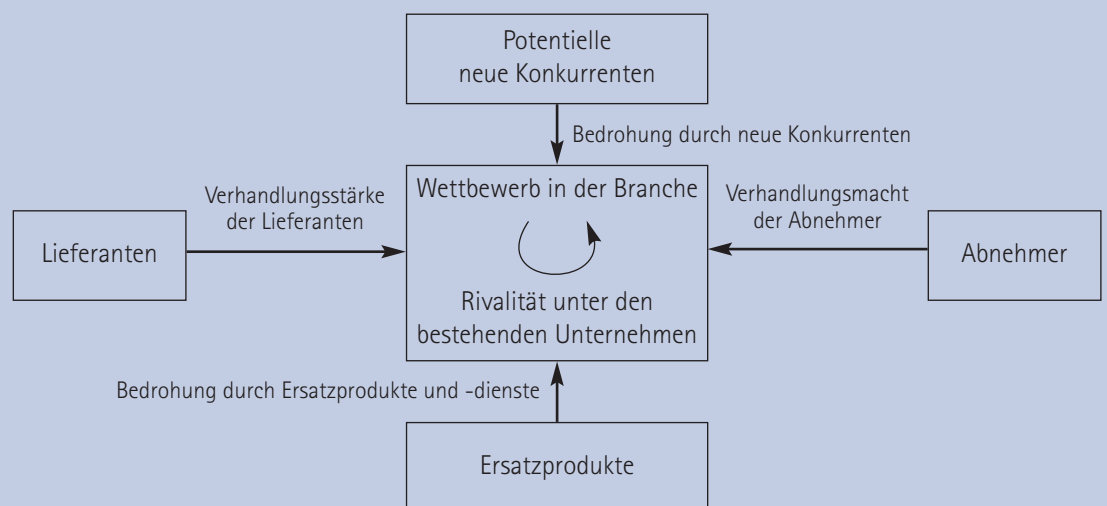 Potentielle
neue Konkurrenten
Bedrohung durch neue Konkurrenten
Verhandlungsstärke
der Lieferanten
Lieferanten
Wettbewerb in der Branche
Rivalität unter den
bestehenden Unternehmen
Verhandlungsmacht
der Abnehmer
Abnehmer
Bedrohung durch Ersatzprodukte und -dienste
Ersatzprodukte